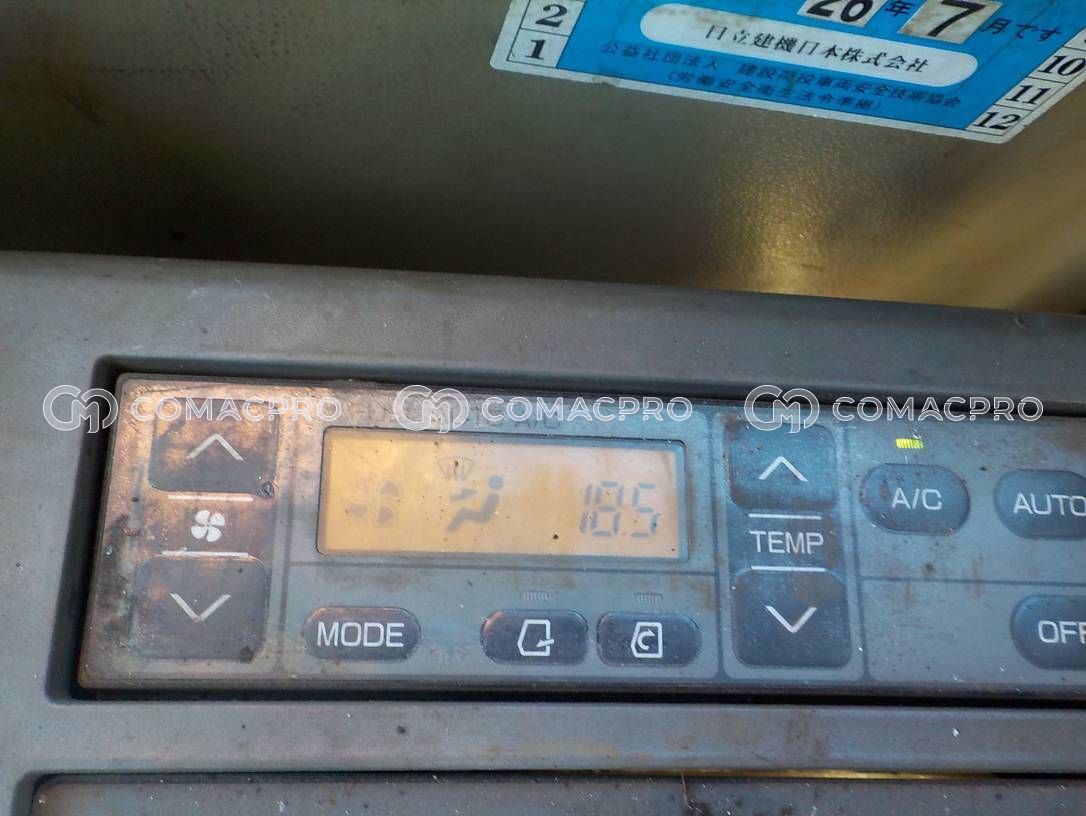 2
1
26年7月です
日立建機日本株式会社
公益社団法人 建設荷役車両安全技術協会
(労働安全衛生法令準拠)
10
11
12
COMACPRO COMACPRO COMACPRO
18.5
A/C
AUTO
TEMP
MODE
OFF